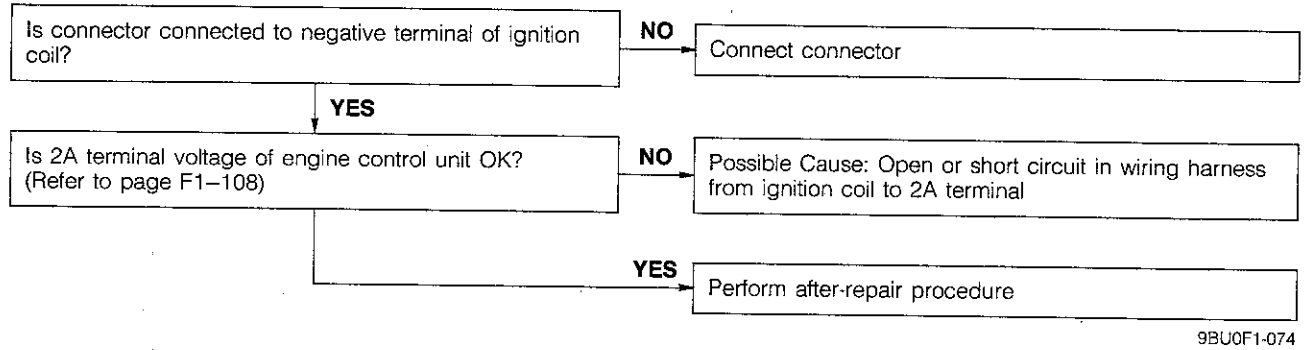 Is connector connected to negative terminal of ignition
coil?
NO
Connect connector
YES
Is 2A terminal voltage of engine control unit OK?
(Refer to page F1–108)
NO
Possible Cause: Open or short circuit in wiring harness
from ignition coil to 2A terminal
YES
Perform after-repair procedure
9BU0F1-074